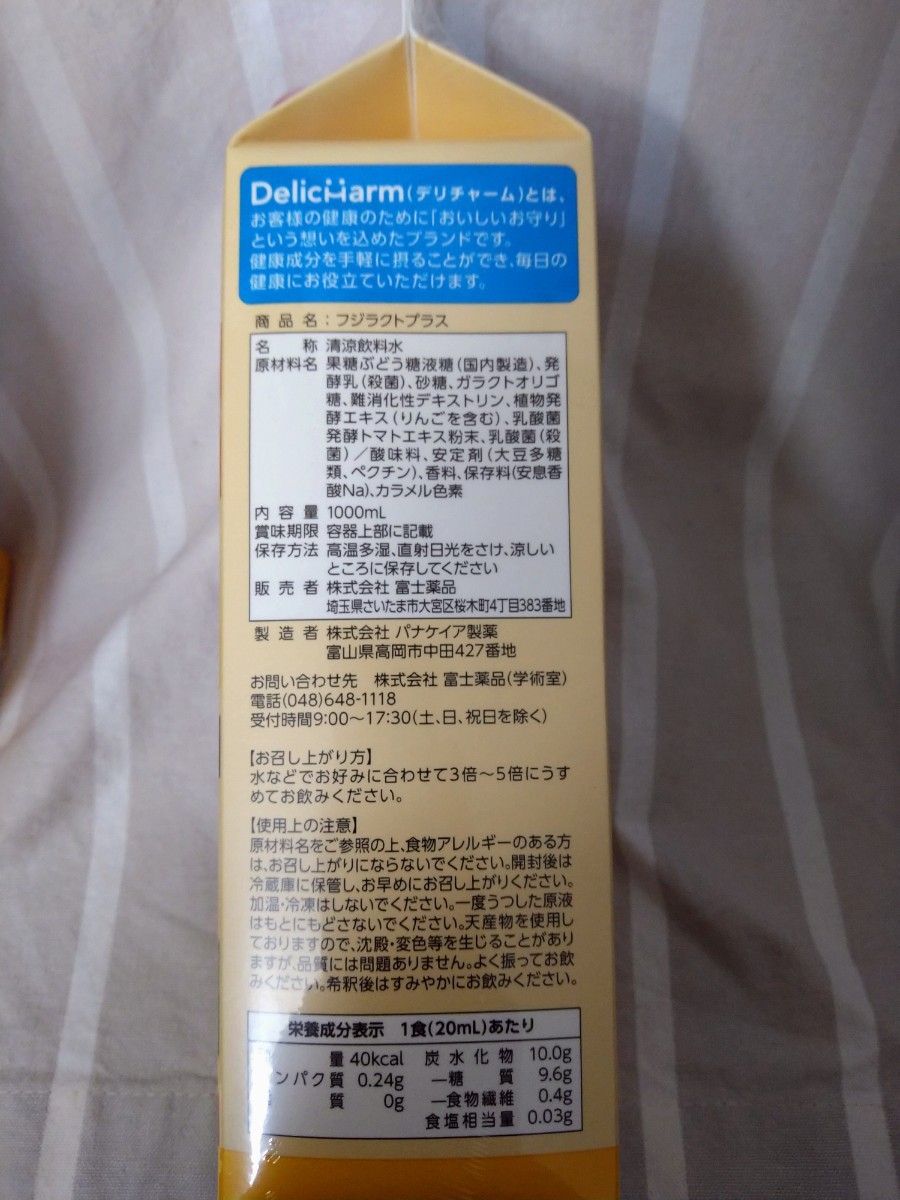 DelicHarm(デリチャーム)とは、
お客様の健康のために「おいしいお守り」
という想いを込めたブランドです。
健康成分を手軽に摂ることができ、毎日の
健康にお役立ていただけます。
商品名:フジラクトプラス
名称 清涼飲料水
原材料名 果糖ぶどう糖液糖(国内製造)、発
酵乳(殺菌)、砂糖、ガラクトオリゴ
糖、難消化性デキストリン、植物発
酵エキス(りんごを含む)、乳酸菌
発酵トマトエキス粉末、乳酸菌(殺
菌)/酸味料、安定剤(大豆多糖
類、ペクチン)、香料、保存料(安息香
酸Na)、カラメル色素
内容量 1000mL
賞味期限 容器上部に記載
保存方法 高温多湿、直射日光をさけ、涼しい
ところに保存してください
販売者 株式会社 富士薬品
埼玉県さいたま市大宮区桜木町4丁目383番地
製造者 株式会社 パナケイア製薬
富山県高岡市中田427番地
お問い合わせ先 株式会社 富士薬品(学術室)
電話(048)648-1118
受付時間9:00〜17:30(土、日、祝日を除く)
【お召し上がり方】
水などでお好みに合わせて3倍〜5倍にうす
めてお飲みください。
【使用上の注意】
原材料名をご参照の上、食物アレルギーのある方
は、お召し上がりにならないでください。開封後は
冷蔵庫に保管し、お早めにお召し上がりください。
加温・冷凍はしないでください。一度うつした原液
はもとにもどさないでください。天産物を使用し
ておりますので、沈殿・変色等を生じることがあり
ますが、品質には問題ありません。よく振ってお飲
みください。希釈後はすみやかにお飲みください。
栄養成分表示 1食(20mL)あたり
量 40kcal 炭水化物 10.0g
ンパク質 0.24g —糖質 9.6g
質 0g —食物繊維 0.4g
食塩相当量 0.03g